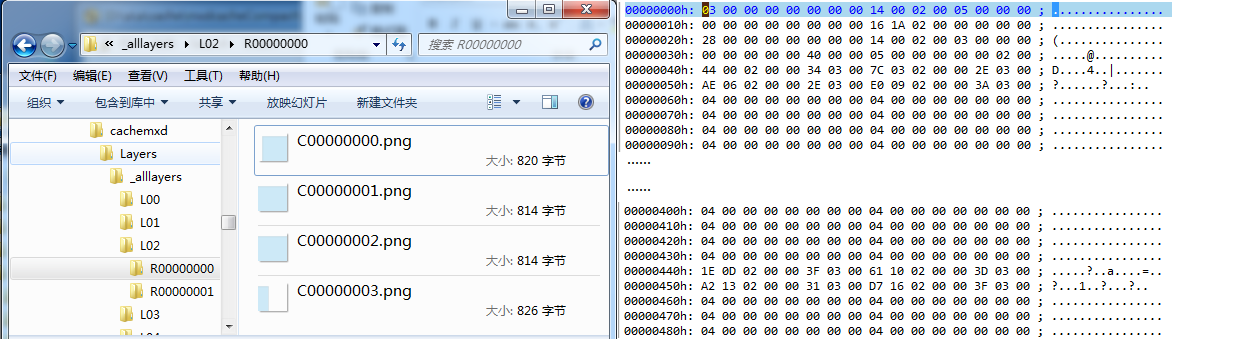 « _alllayers ▸ L02 ▸ R00000000
搜索 R00000000
文件(F) 编辑(E) 查看(V) 工具(T) 帮助(H)
组织 包含到库中 共享 放映幻灯片 新建文件夹
cachemxd
Layers
_alllayers
L00
L01
L02
R00000000
R00000001
L03
C00000000.png
大小: 820 字节
C00000001.png
大小: 814 字节
C00000002.png
大小: 814 字节
C00000003.png
大小: 826 字节
00000000h: 03 00 00 00 00 00 00 00 14 00 02 00 05 00 00 00 ; ................
00000010h: 00 00 00 00 00 00 00 00 16 1A 02 00 00 00 00 00 ; ................
00000020h: 28 00 00 00 00 00 00 00 14 00 02 00 03 00 00 00 ; (...............
00000030h: 00 00 00 00 00 40 00 00 05 00 00 00 00 00 02 00 ; .....@..........
00000040h: 44 00 02 00 00 34 03 00 7C 03 02 00 00 2E 03 00 ; D....4..|.......
00000050h: AE 06 02 00 00 2E 03 00 E0 09 02 00 00 3A 03 00 ; ?......?...:..
00000060h: 04 00 00 00 00 00 00 00 04 00 00 00 00 00 00 00 ; ................
00000070h: 04 00 00 00 00 00 00 00 04 00 00 00 00 00 00 00 ; ................
00000080h: 04 00 00 00 00 00 00 00 04 00 00 00 00 00 00 00 ; ................
00000090h: 04 00 00 00 00 00 00 00 04 00 00 00 00 00 00 00 ; ................
......
......
00000400h: 04 00 00 00 00 00 00 00 04 00 00 00 00 00 00 00 ; ................
00000410h: 04 00 00 00 00 00 00 00 04 00 00 00 00 00 00 00 ; ................
00000420h: 04 00 00 00 00 00 00 00 04 00 00 00 00 00 00 00 ; ................
00000430h: 04 00 00 00 00 00 00 00 04 00 00 00 00 00 00 00 ; ................
00000440h: 1E 0D 02 00 00 3F 03 00 61 10 02 00 00 3D 03 00 ; .....?..a....=..
00000450h: A2 13 02 00 00 31 03 00 D7 16 02 00 00 3F 03 00 ; ?...1..?...?..
00000460h: 04 00 00 00 00 00 00 00 04 00 00 00 00 00 00 00 ; ................
00000470h: 04 00 00 00 00 00 00 00 04 00 00 00 00 00 00 00 ; ................
00000480h: 04 00 00 00 00 00 00 00 04 00 00 00 00 00 00 00 ; ................